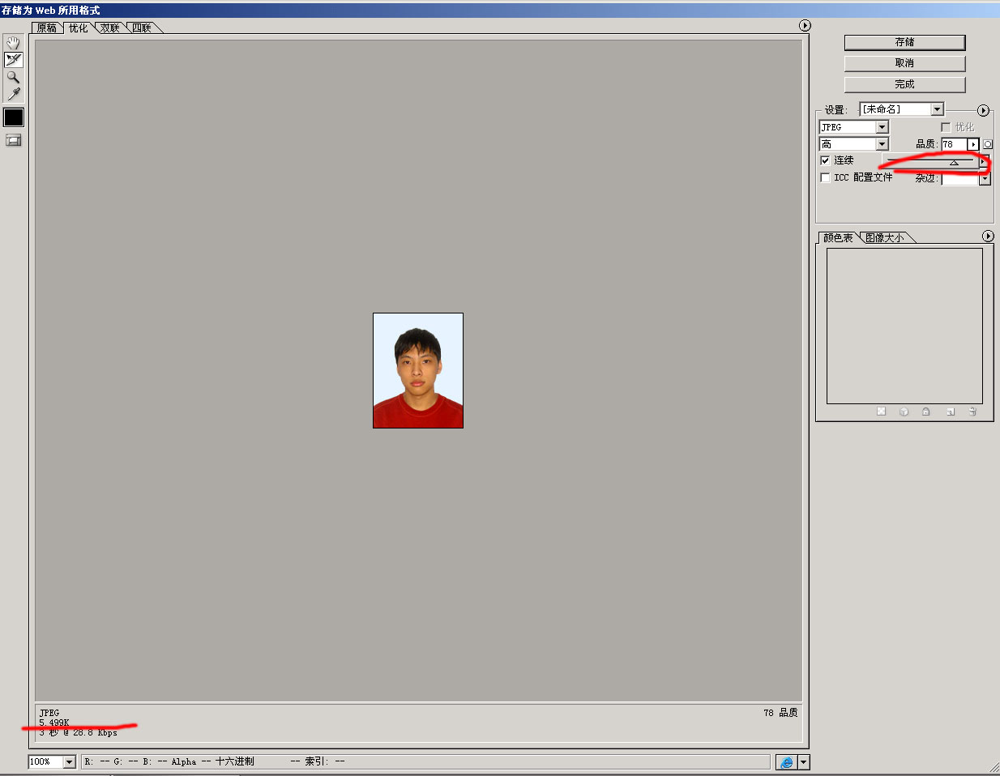 存储为 Web 所用格式
原稿 优化 双联 四联
存储
取消
完成
设置: [未命名]
JPEG 优化
高 品质: 78
连续
ICC 配置文件 杂边:
颜色表 图像大小
JPEG
5.499K
3 秒 @ 28.8 Kbps
78 品质
100% R: -- G: -- B: -- Alpha -- 十六进制 -- 索引: --